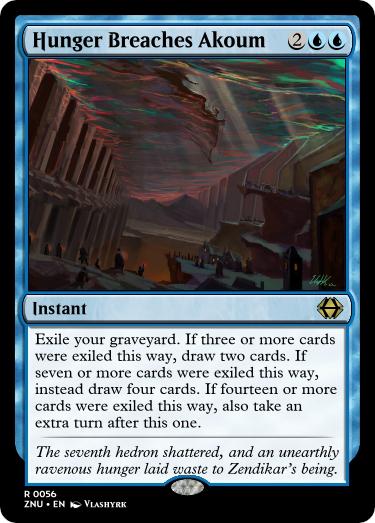 Hunger Breaches Akoum 2
Instant
Exile your graveyard. If three or more cards
were exiled this way, draw two cards. If
seven or more cards were exiled this way,
instead draw four cards. If fourteen or more
cards were exiled this way, also take an
extra turn after this one.
The seventh hedron shattered, and an unearthly
ravenous hunger laid waste to Zendikar's being.
R 0056
ZNU • EN Vlashyrk